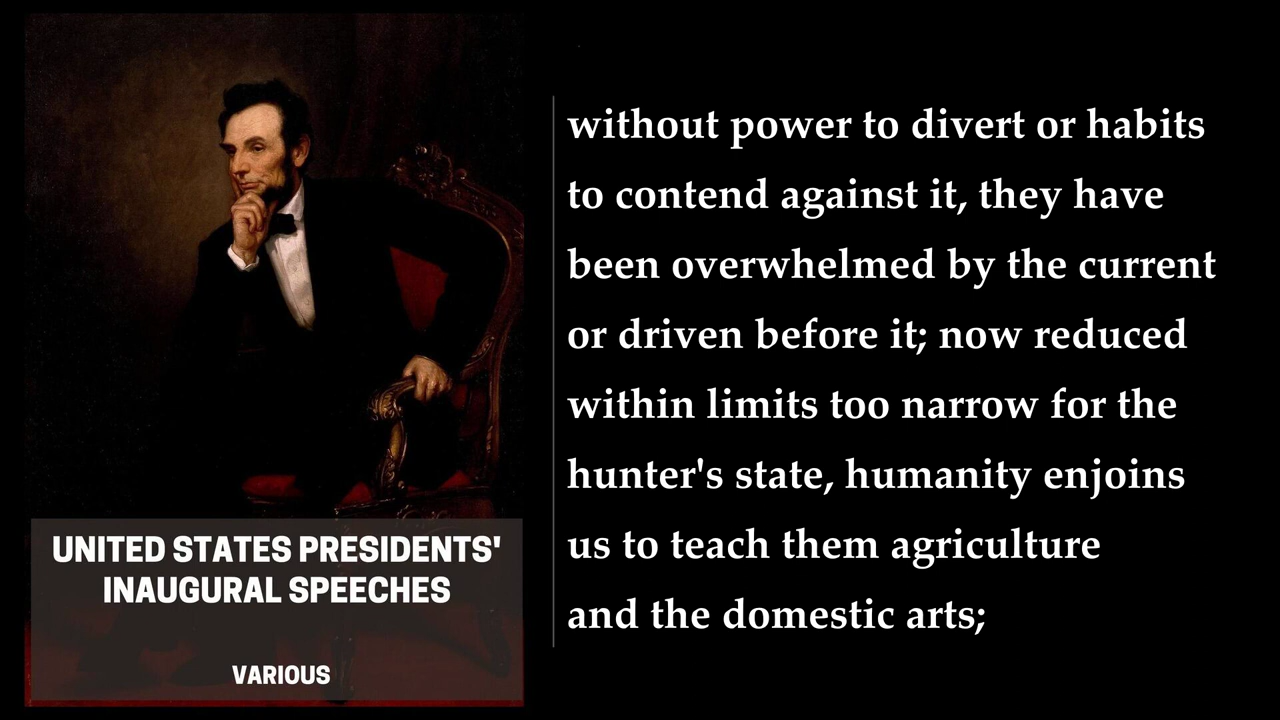 UNITED STATES PRESIDENTS'
INAUGURAL SPEECHES
VARIOUS
without power to divert or habits
to contend against it, they have
been overwhelmed by the current
or driven before it; now reduced
within limits too narrow for the
hunter's state, humanity enjoins
us to teach them agriculture
and the domestic arts;